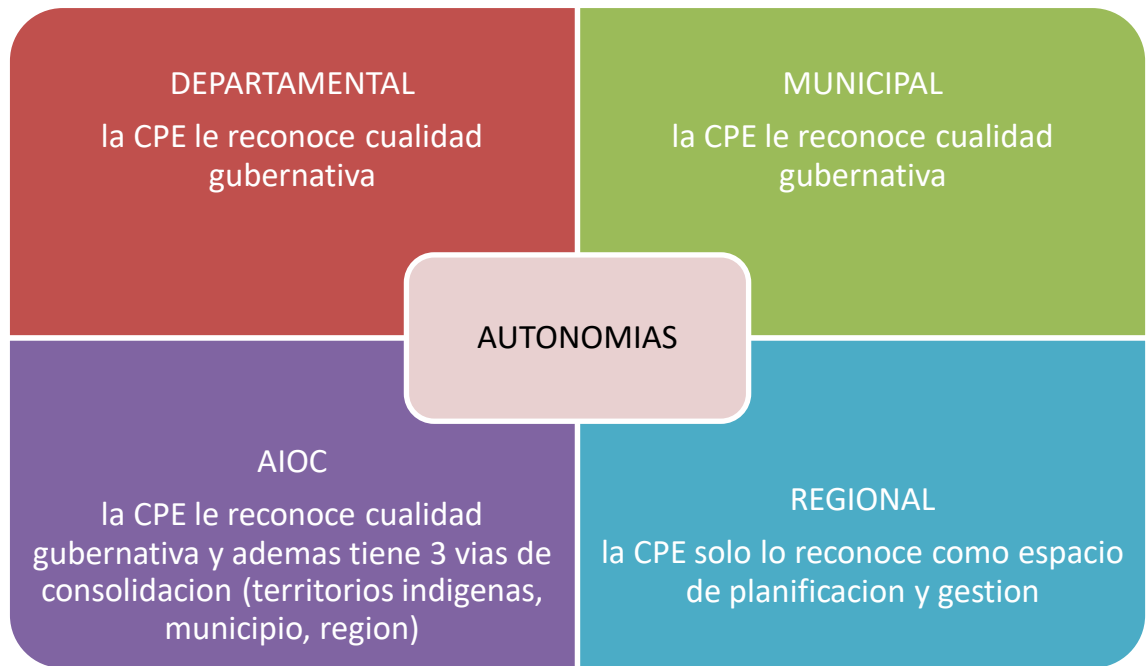 DEPARTAMENTAL
la CPE le reconoce cualidad
gubernativa
MUNICIPAL
la CPE le reconoce cualidad
gubernativa
AUTONOMIAS
AIOC
la CPE le reconoce cualidad
gubernativa y ademas tiene 3 vias de
consolidacion (territorios indigenas,
municipio, region)
REGIONAL
la CPE solo lo reconoce como espacio
de planificacion y gestion